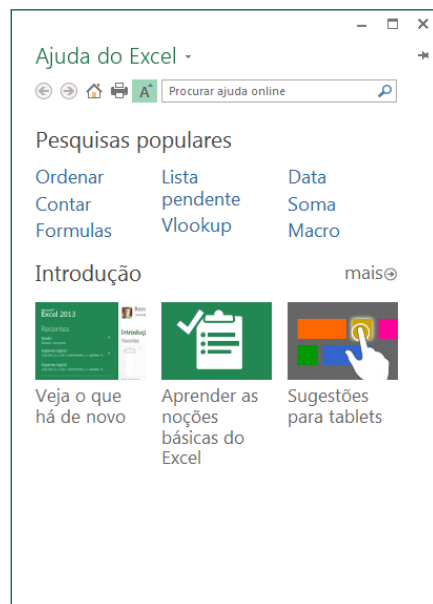 Ajuda do Excel
A
Procurar ajuda online
Pesquisas populares
Ordenar
Contar
Formulas
Lista
pendente
Vlookup
Data
Soma
Macro
Introdução
mais
Excel 2013
Recentes
Veja o que
há de novo
Aprender as
noções
básicas do
Excel
Sugestões
para tablets